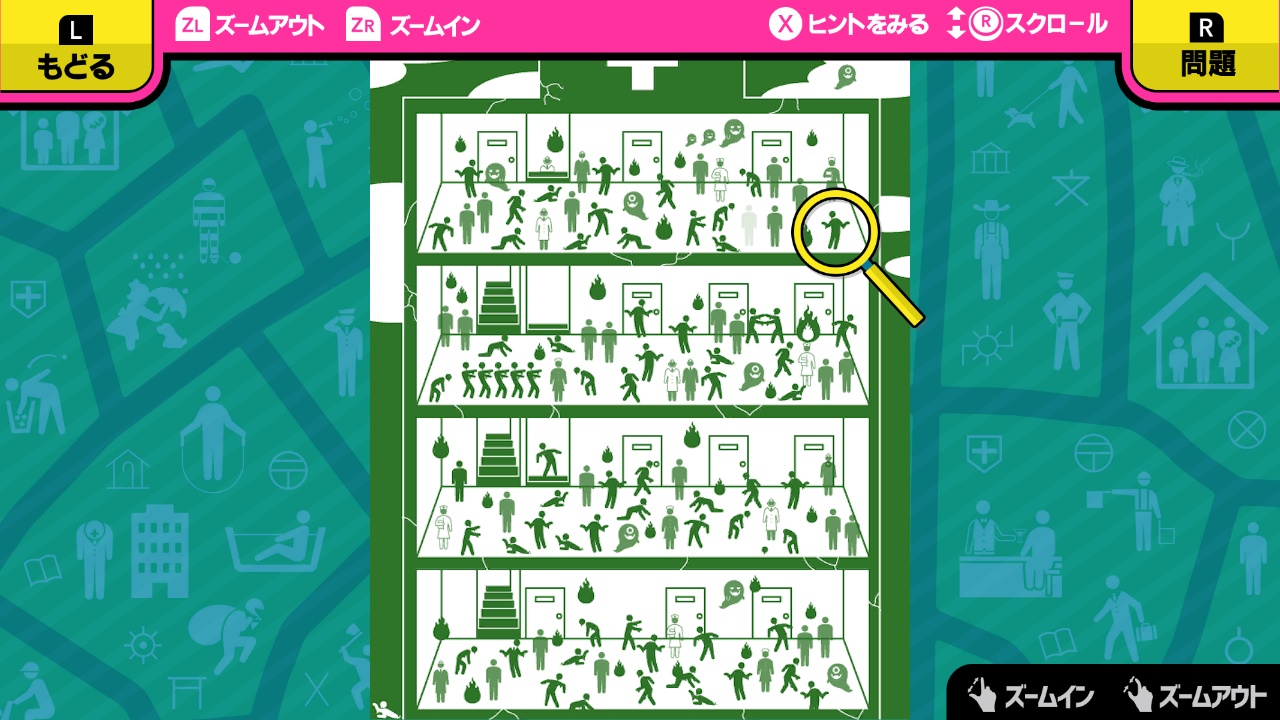 L
もどる
ZL ズームアウト
ZR ズームイン
X ヒントをみる
R スクロール
R
問題
ズームイン
ズームアウト